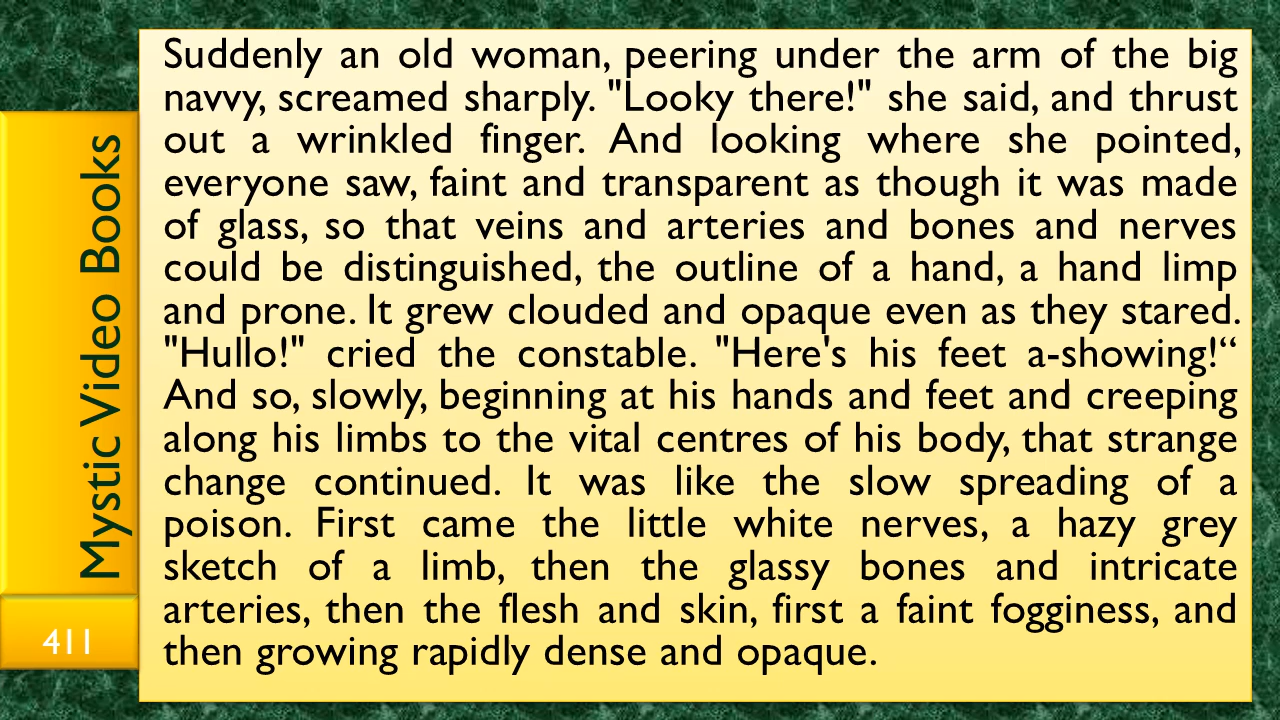 Suddenly an old woman, peering under the arm of the big
navvy, screamed sharply. "Looky there!" she said, and thrust
out a wrinkled finger. And looking where she pointed,
everyone saw, faint and transparent as though it was made
of glass, so that veins and arteries and bones and nerves
could be distinguished, the outline of a hand, a hand limp
and prone. It grew clouded and opaque even as they stared.
"Hullo!" cried the constable. "Here's his feet a-showing!“
And so, slowly, beginning at his hands and feet and creeping
along his limbs to the vital centres of his body, that strange
change continued. It was like the slow spreading of a
poison. First came the little white nerves, a hazy grey
sketch of a limb, then the glassy bones and intricate
arteries, then the flesh and skin, first a faint fogginess, and
then growing rapidly dense and opaque.
Mystic Video Books
411